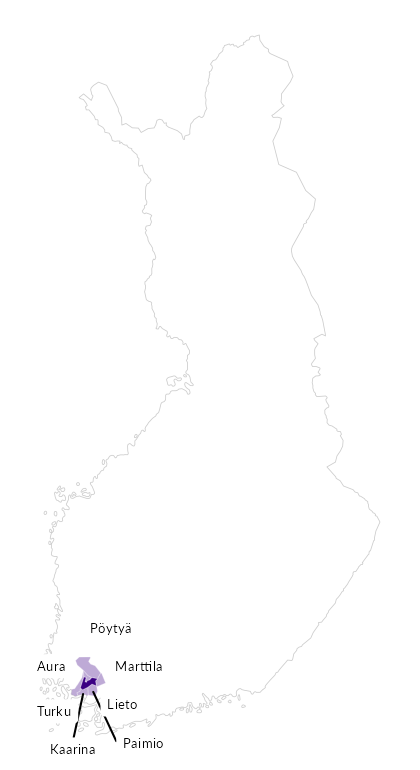 Pöytyä
Aura
Marttila
Turku
Lieto
Kaarina
Paimio